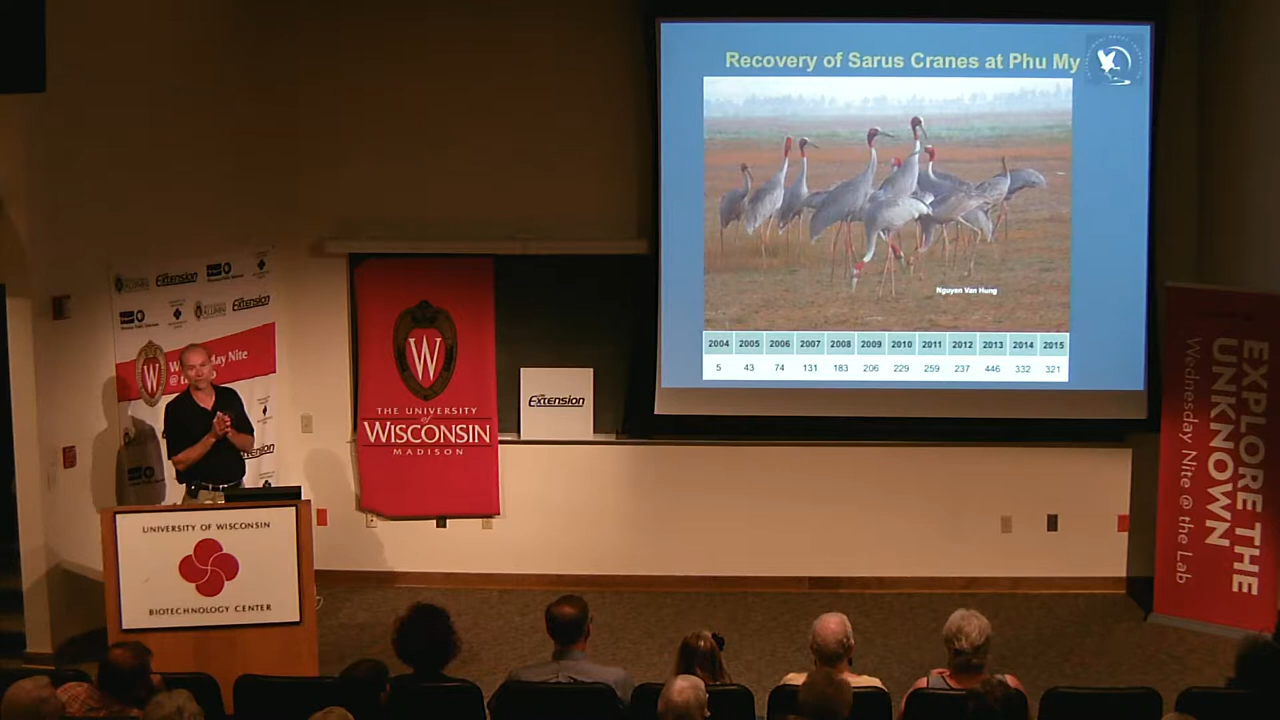 Recovery of Sarus Cranes at Phu My
Nguyen Van Hung
2004 2005 2006 2007 2008 2009 2010 2011 2012 2013 2014 2015
5 43 74 131 183 206 229 259 237 446 332 321
Extension
Extension
W
THE UNIVERSITY
of
WISCONSIN
MADISON
Extension
UNIVERSITY OF WISCONSIN
BIOTECHNOLOGY CENTER
EXPLORE THE
UNKNOWN
Wednesday Nite @ the Lab